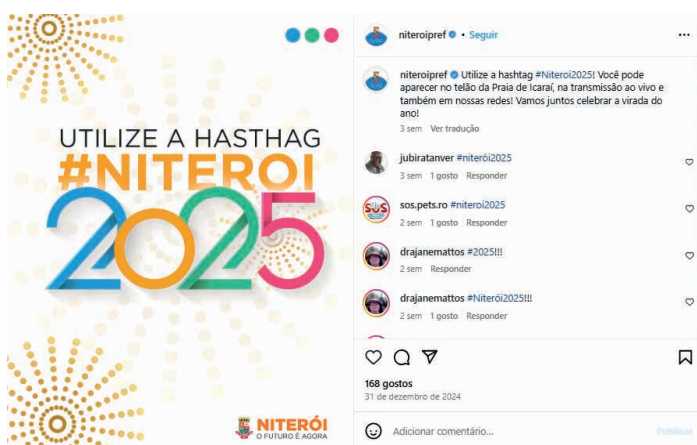 UTILIZE A HASTHAG
#NITEROI
2025
NITERÓI
O FUTURO É AGORA
niteroipref • Seguir
niteroipref Utilize a hashtag #Niteroi2025! Você pode
aparecer no telão da Praia de Icaraí, na transmissão ao vivo e
também em nossas redes! Vamos juntos celebrar a virada do
ano!
3 sem Ver tradução
jubiratanver #niterói2025
3 sem 1 gosto Responder
SOS
sos.pets.ro #niteroi2025
2 sem 1 gosto Responder
drajanemattos #2025!!!
2 sem Responder
drajanemattos #Niterói2025!!!
2 sem 1 gosto Responder
168 gostos
31 de dezembro de 2024
Adicionar comentário...
Publicar